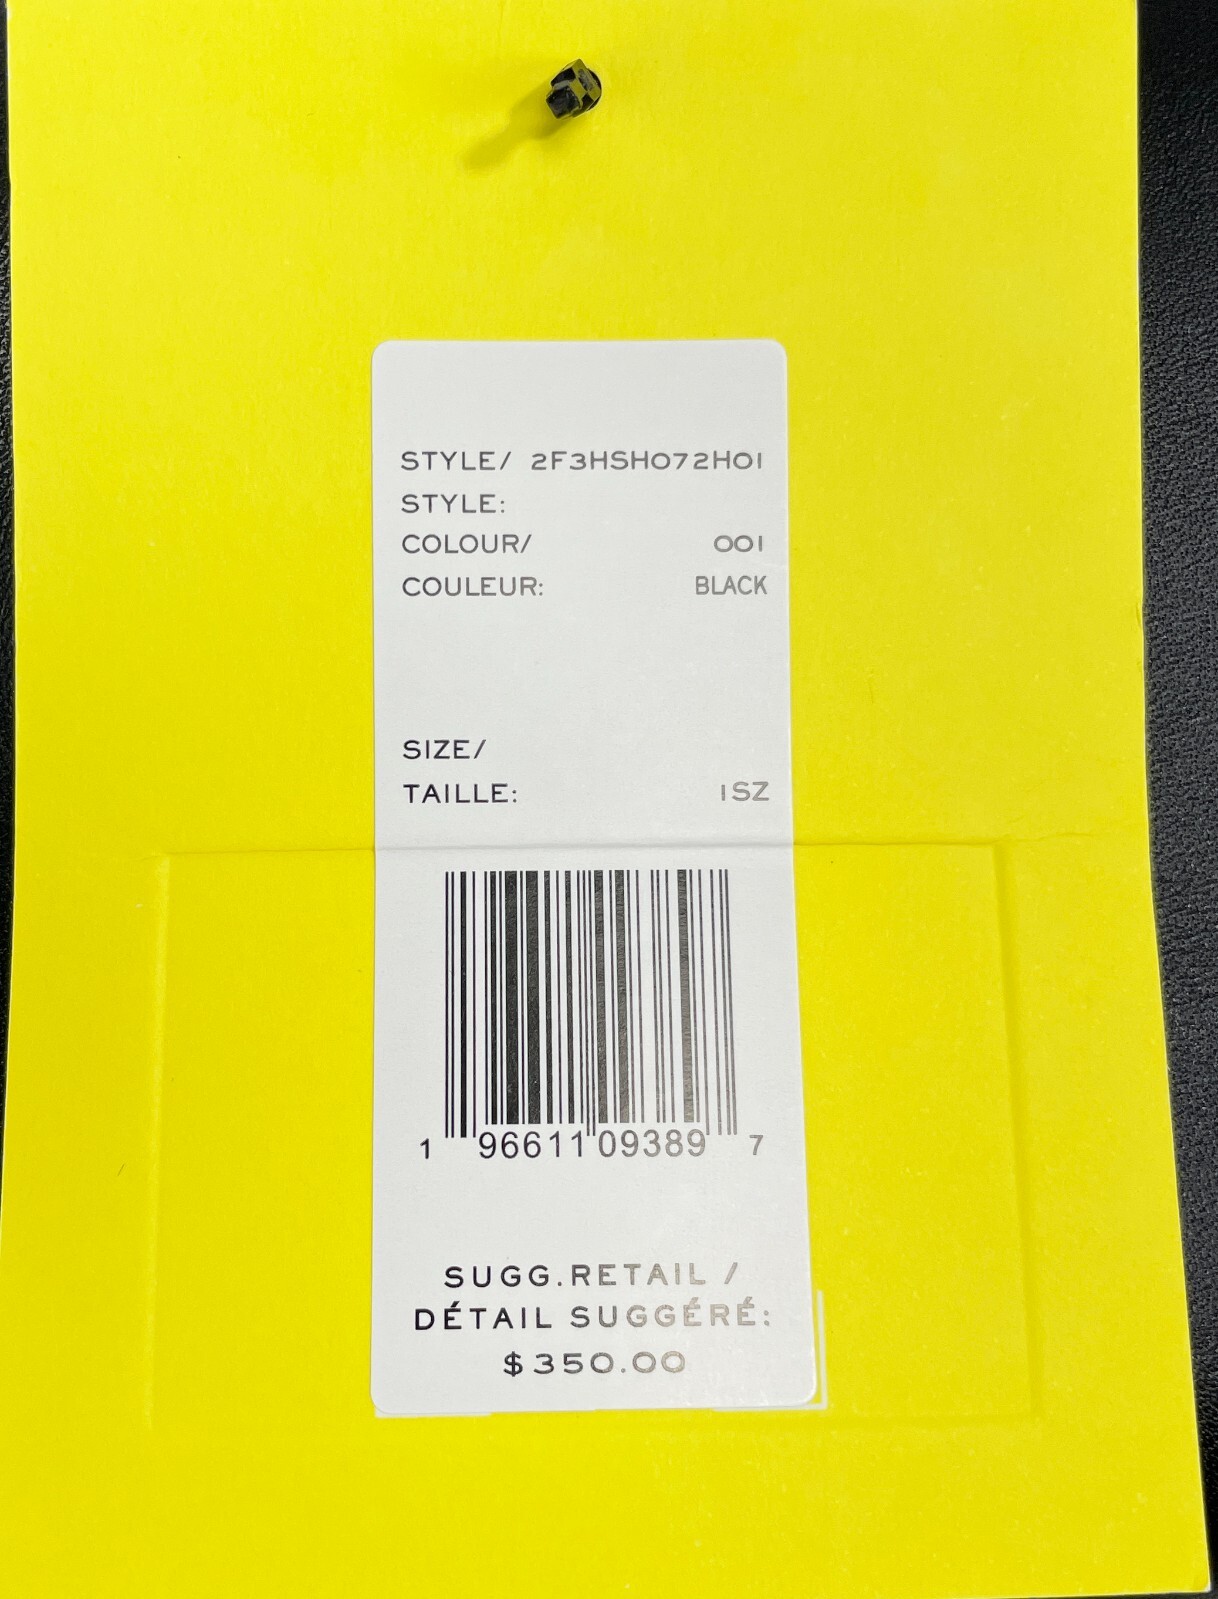 STYLE/ 2F3HSH072H01
STYLE:
COLOUR/ 001
COULEUR: BLACK
SIZE/
TAILLE: 1SZ
1 96611 09389 7
SUGG.RETAIL /
DÉTAIL SUGGÉRÉ:
$350.00